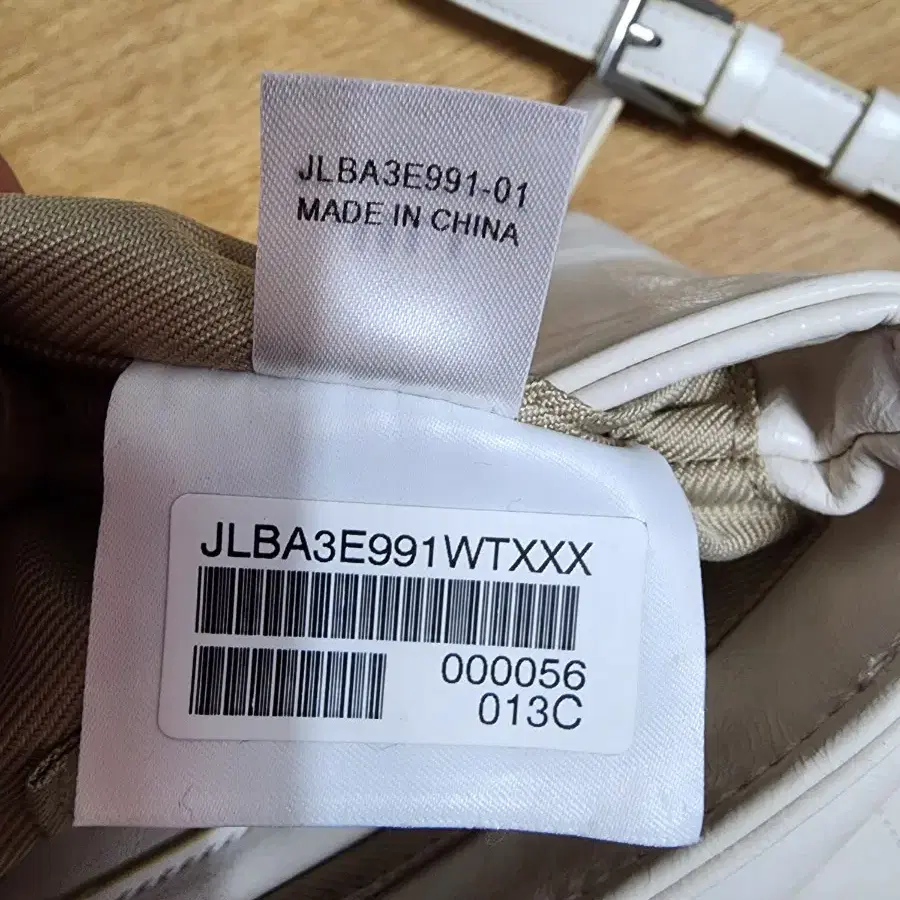 JLBA3E991-01
MADE IN CHINA
JLBA3E991WTXXX
000056
013C